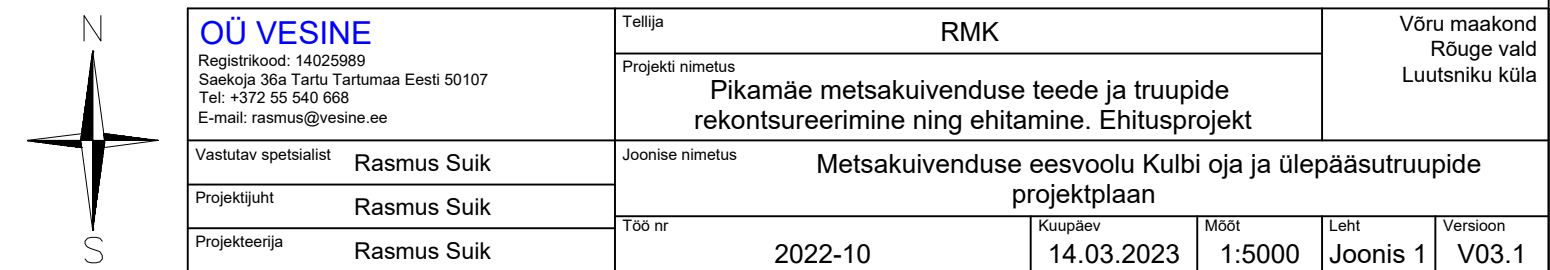 N
S
OÜ VESINE
Registrikood: 14025989
Saekoja 36a Tartu Tartumaa Eesti 50107
Tel: +372 55 540 668
E-mail: rasmus@vesine.ee
Tellija
RMK
Võru maakond
Rõuge vald
Luutsniku küla
Projekti nimetus
Pikamäe metsakuivenduse teede ja truupide
rekontsureerimine ning ehitamine. Ehitusprojekt
Vastutav spetsialist Rasmus Suik
Projektijuht Rasmus Suik
Projekteerija Rasmus Suik
Joonise nimetus
Metsakuivenduse eesvoolu Kulbi oja ja ülepääsutruupide
projektplaan
Töö nr
2022-10
Kuupäev
14.03.2023
Mõõt
1:5000
Leht
Joonis 1
Versioon
V03.1